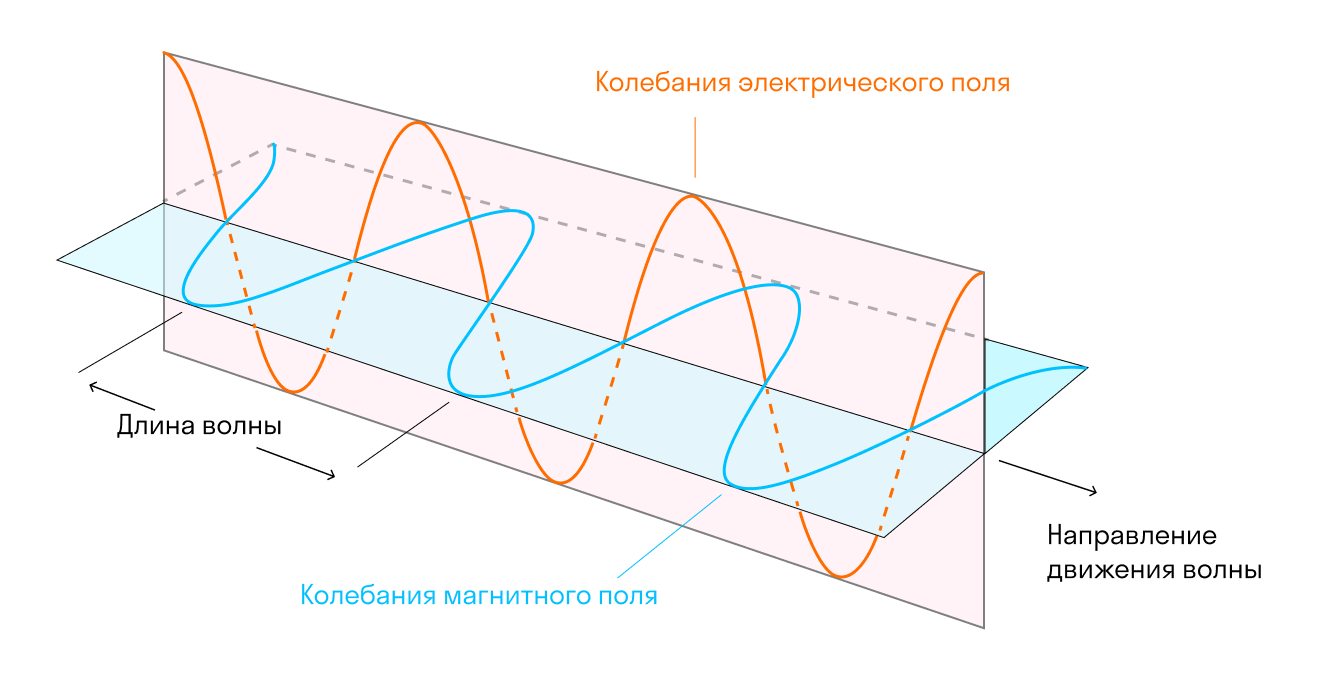 Колебания электрического поля
Длина волны
Направление
движения волны
Колебания магнитного поля